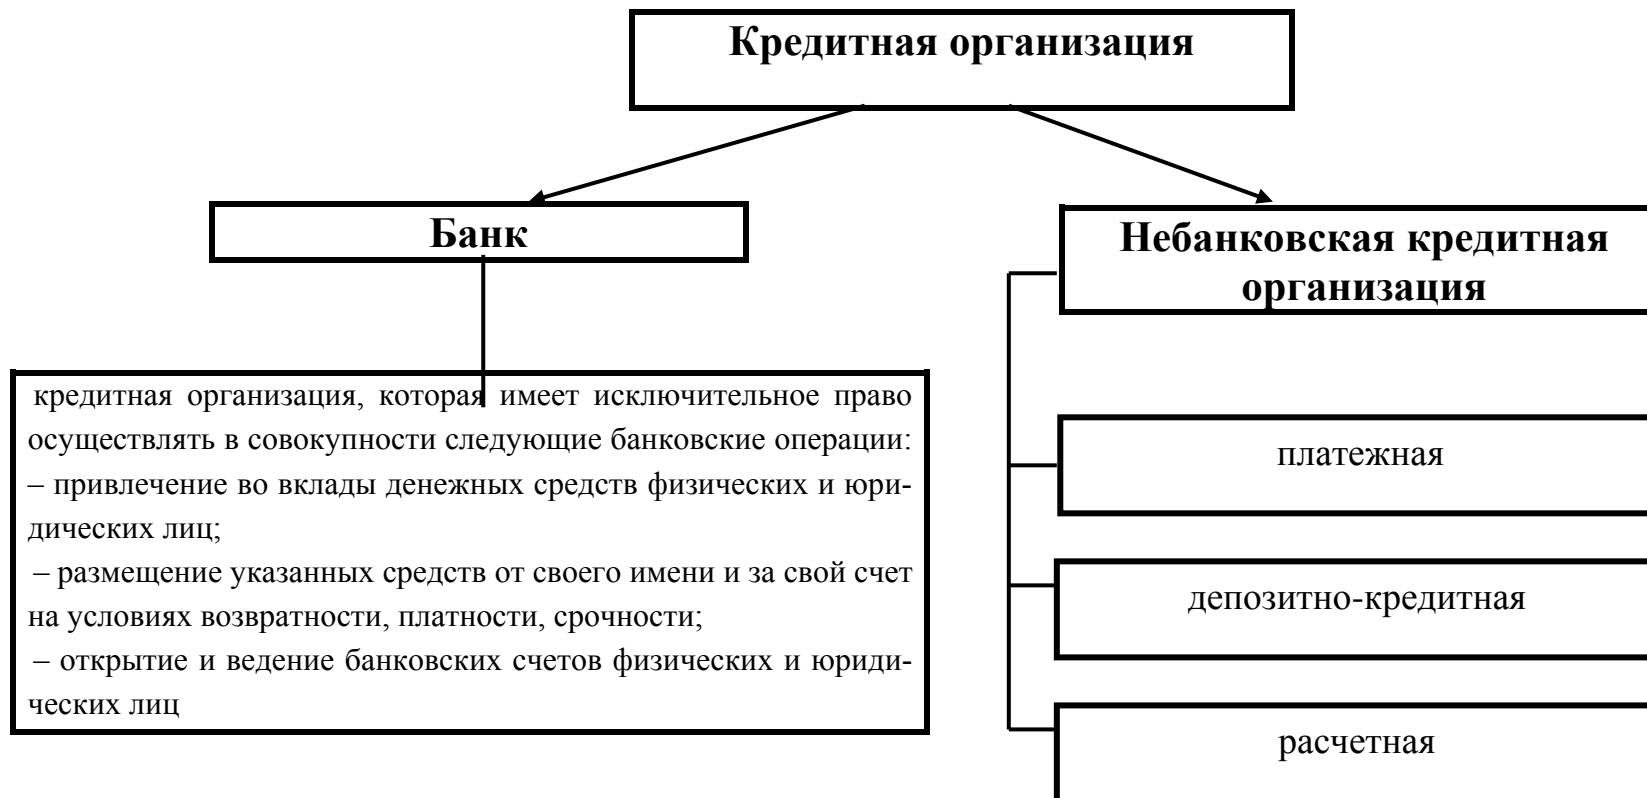 Кредитная организация
Банк
Небанковская кредитная
организация
кредитная организация, которая имеет исключительное право
осуществлять в совокупности следующие банковские операции:
– привлечение во вклады денежных средств физических и юри-
дических лиц;
– размещение указанных средств от своего имени и за свой счет
на условиях возвратности, платности, срочности;
– открытие и ведение банковских счетов физических и юриди-
ческих лиц
платежная
депозитно-кредитная
расчетная